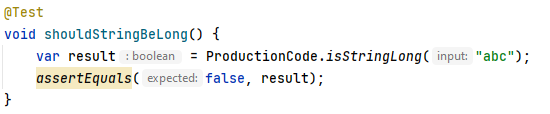 @Test
void shouldStringBeLong() {
    var result : boolean = ProductionCode.isStringLong( input: "abc");
    assertEquals( expected: false, result);
}